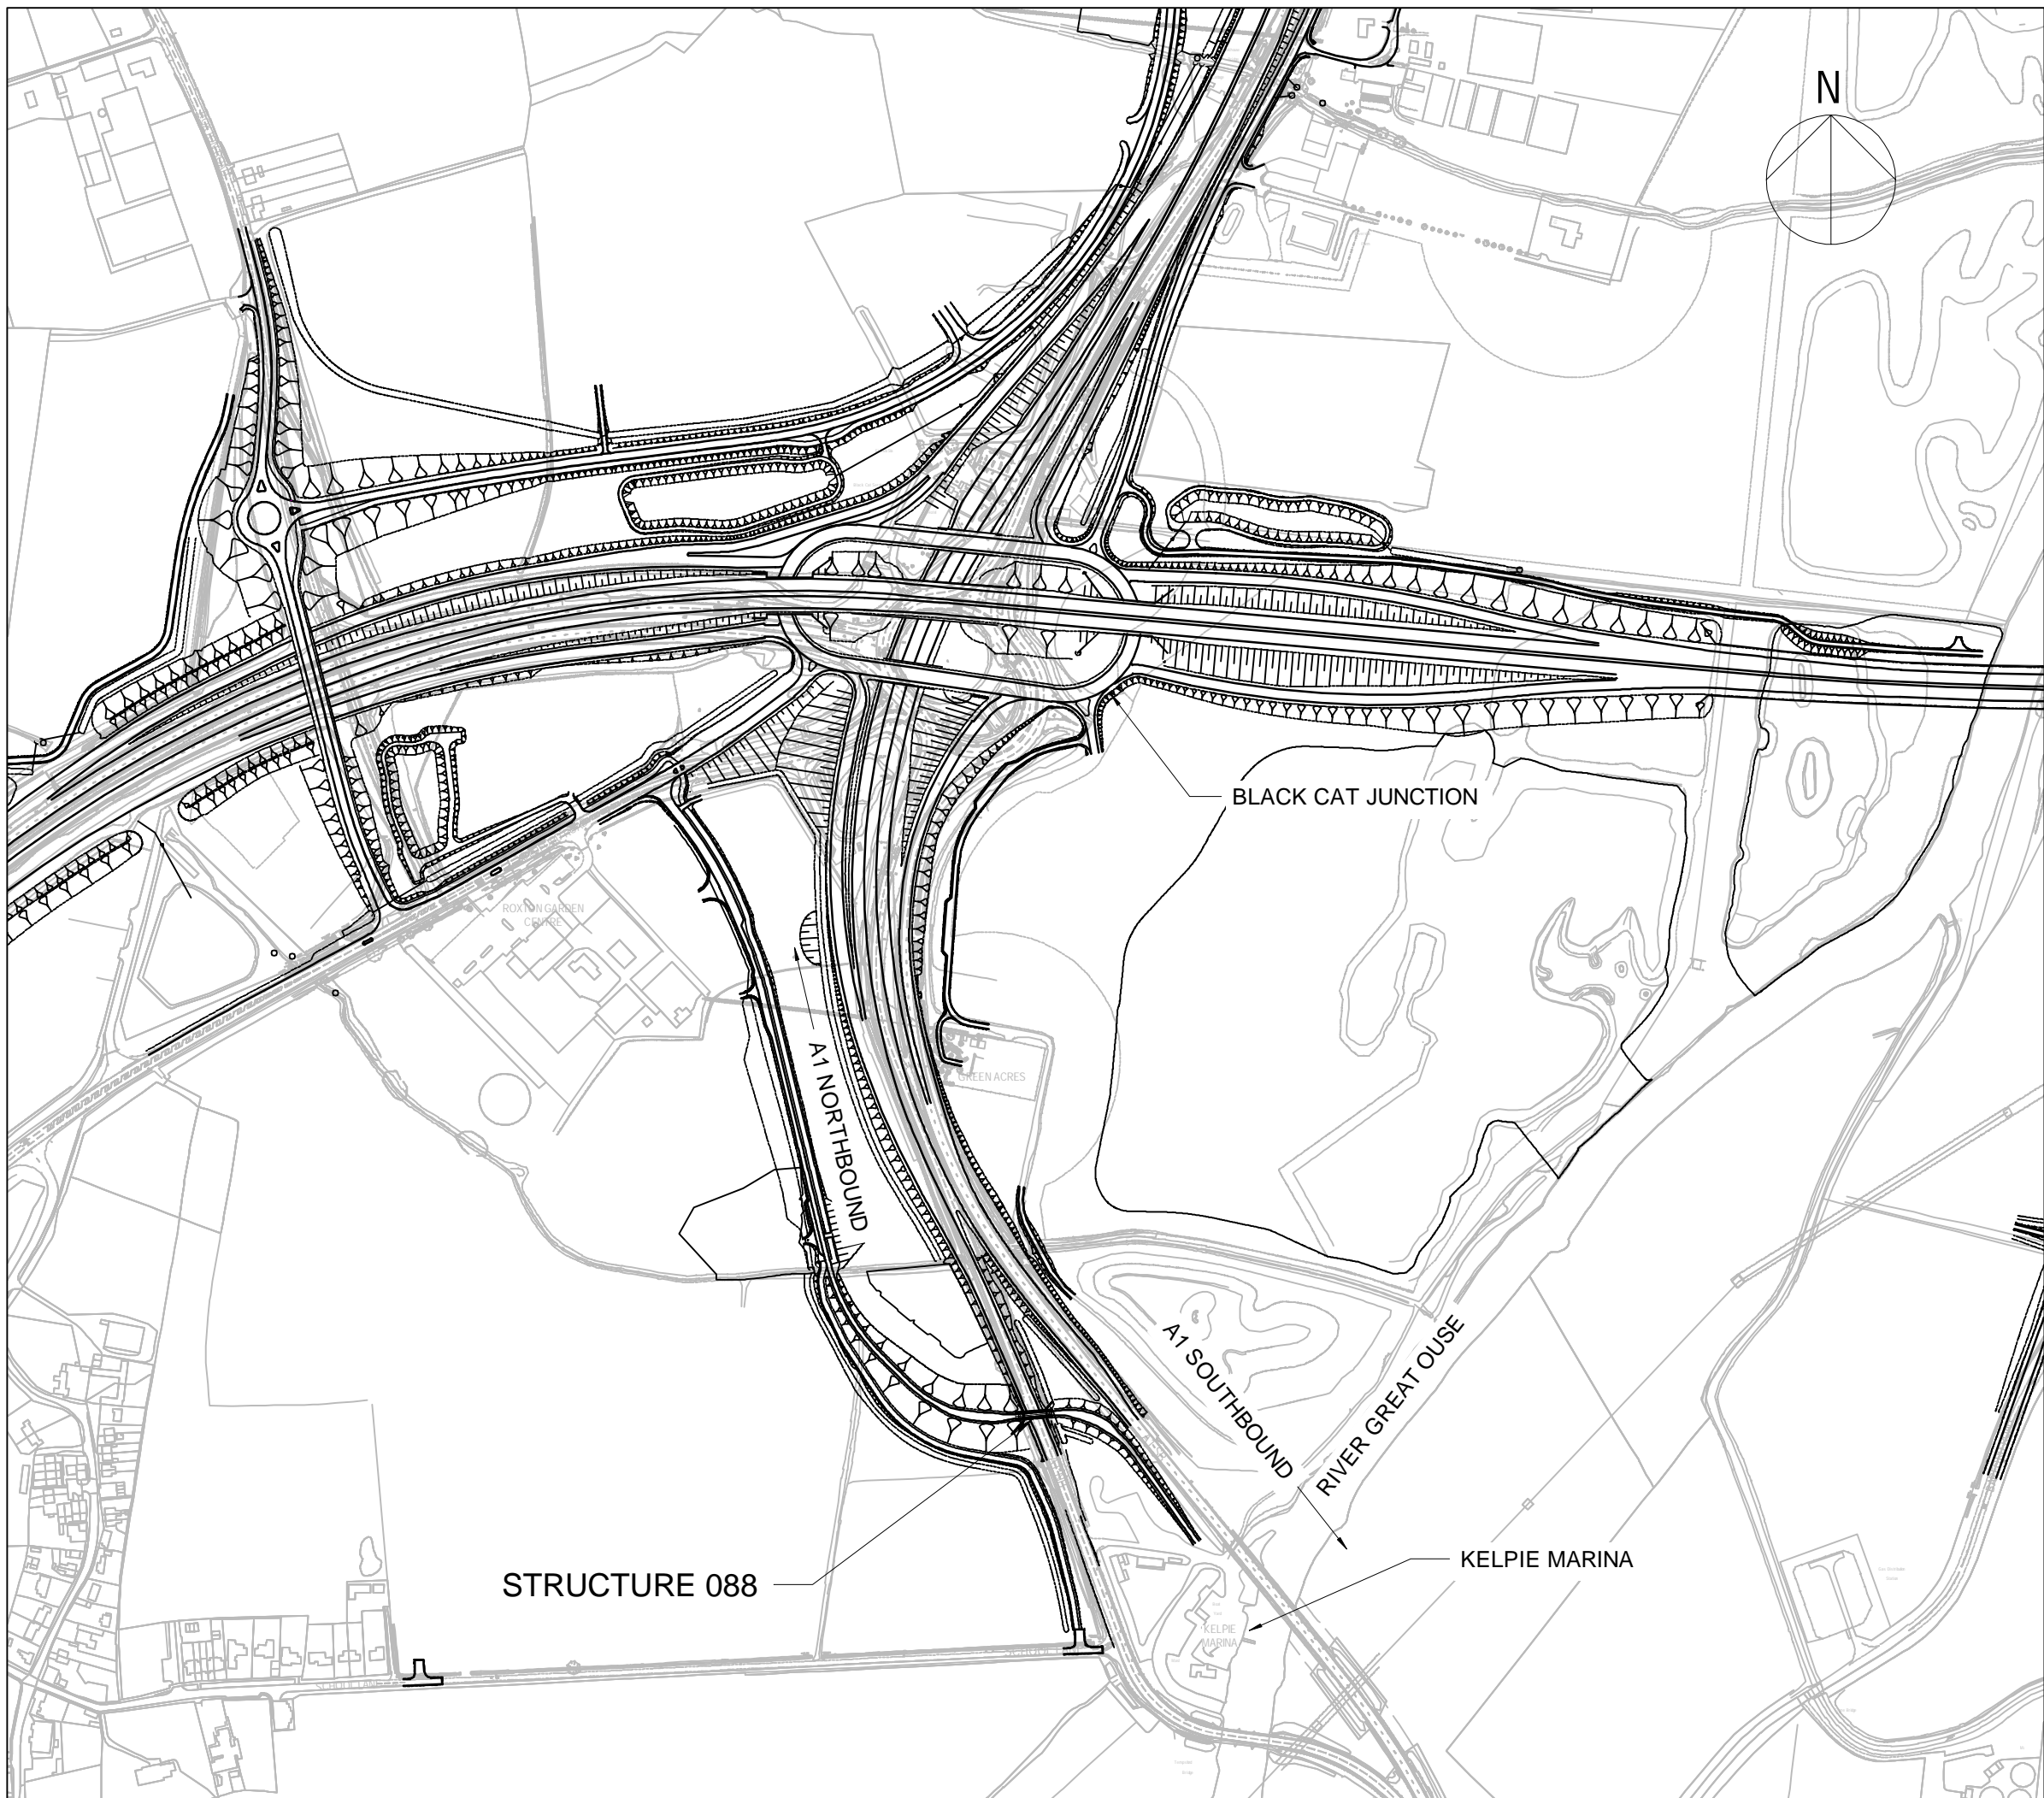 N
BLACK CAT JUNCTION
ROXTON GARDEN
CENTRE
A1 NORTHBOUND
GREEN ACRES
A1 SOUTHBOUND
RIVER GREAT OUSE
STRUCTURE 088
KELPIE MARINA
KELPIE
MARINA